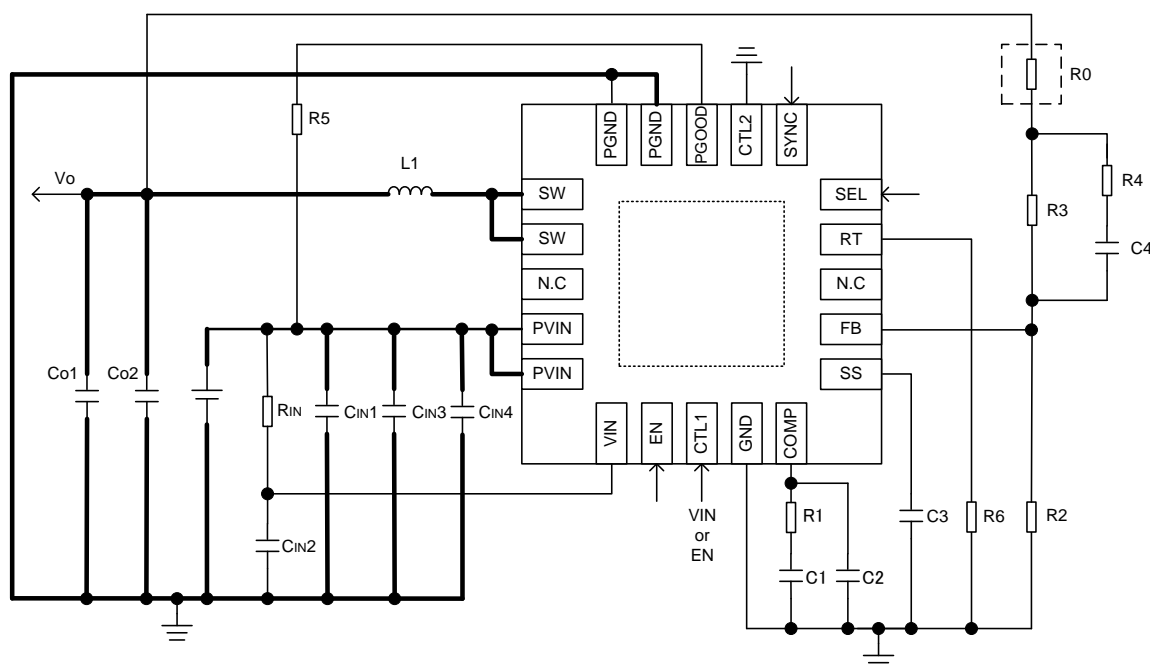 R0
R5
PGND
PGND
PGOOD
CTL2
SYNC
L1
Vo
SW
SEL
R4
R3
SW
RT
C4
N.C
N.C
PVIN
FB
Co1
Co2
PVIN
SS
RIN
CIN1
CIN3
CIN4
VIN
EN
CTL1
GND
COMP
VIN
or
EN
R1
C3
R6
R2
CIN2
C1
C2